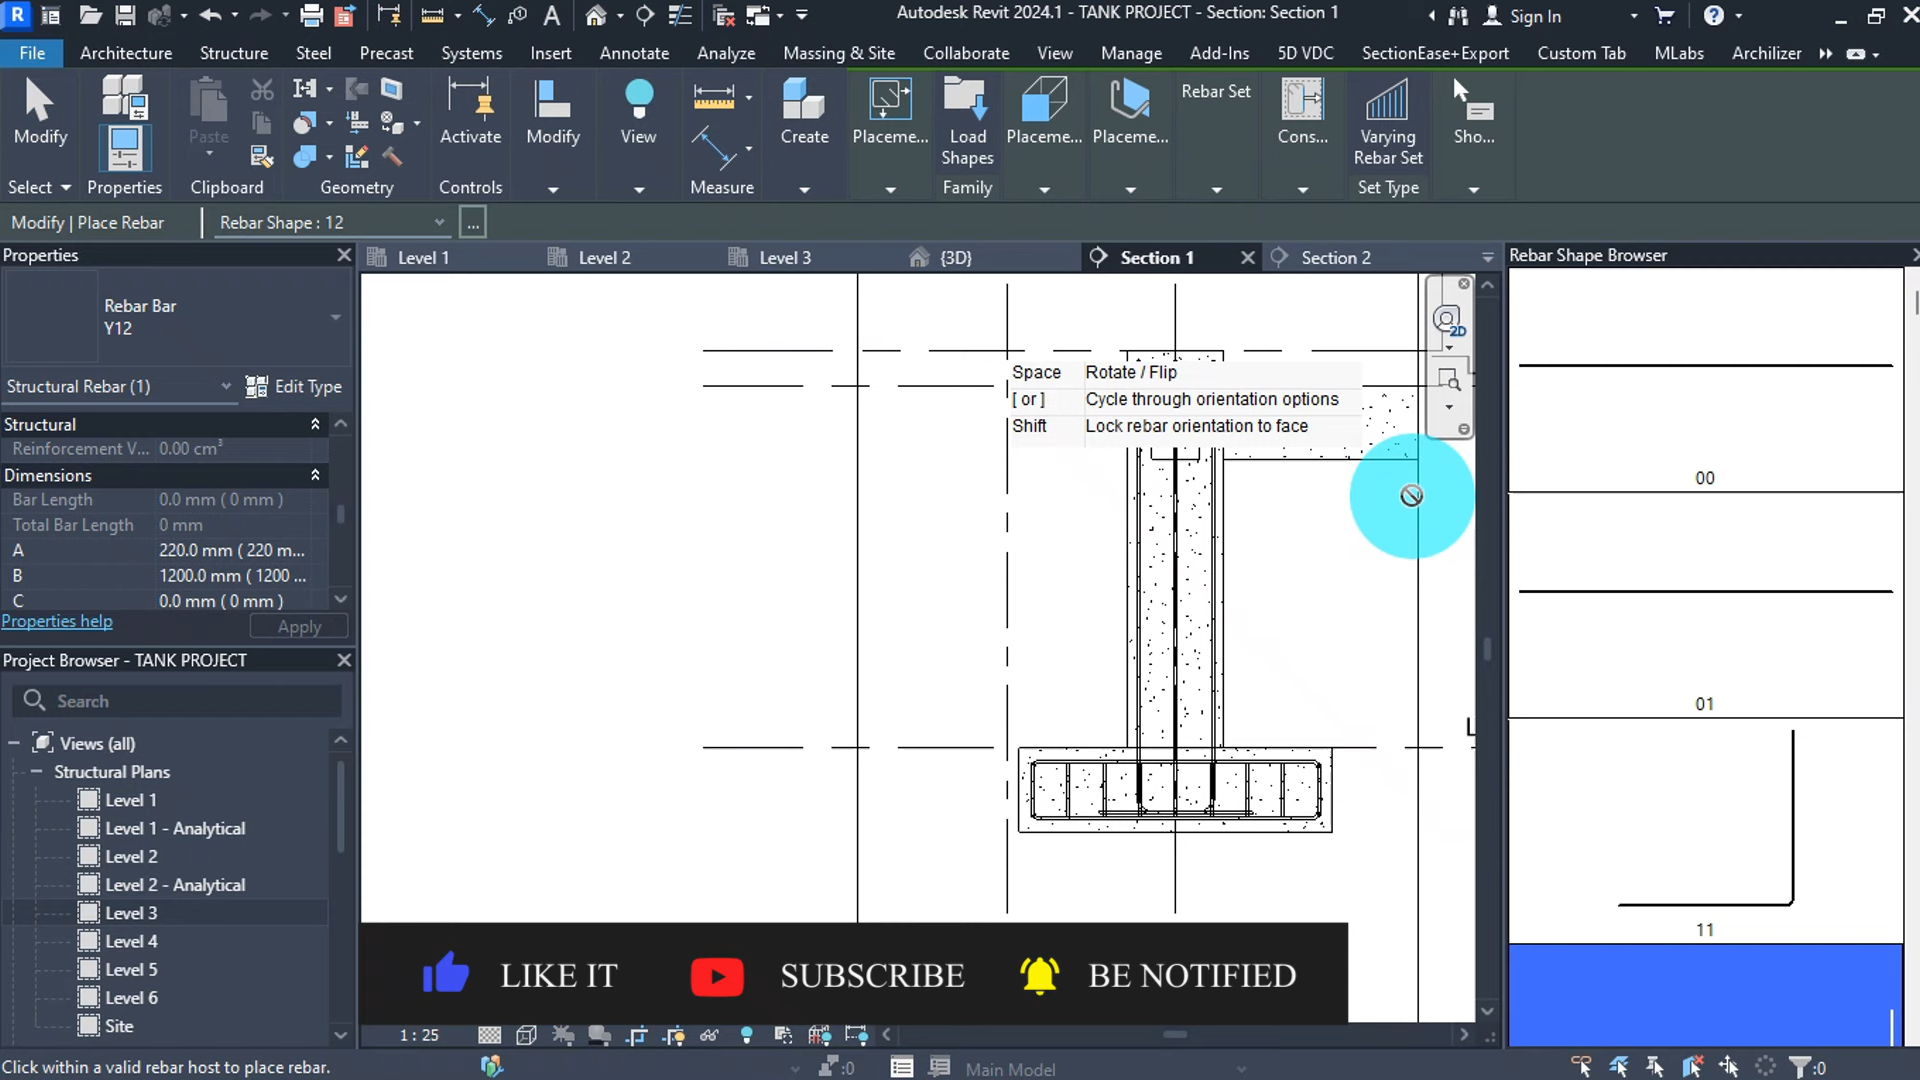 Autodesk Revit 2024.1 - TANK PROJECT - Section: Section 1
Sign In
File Architecture Structure Steel Precast Systems Insert Annotate Analyze Massing & Site Collaborate View Manage Add-Ins 5D VDC SectionEase+Export Custom Tab MLabs Archilizer
Modify Paste Activate Modify View Create Placeme... Load Shapes Placeme... Placeme... Rebar Set Cons... Varying Rebar Set Sho...
Select Properties Clipboard Geometry Controls Measure Family Set Type
Modify | Place Rebar Rebar Shape : 12 ...
Properties
Rebar Bar
Y12
Structural Rebar (1) Edit Type
Structural
Reinforcement V... 0.00 cm³
Dimensions
Bar Length 0.0 mm ( 0 mm )
Total Bar Length 0 mm
A 220.0 mm ( 220 m...
B 1200.0 mm ( 1200 ...
C 0.0 mm ( 0 mm )
Properties help Apply
Project Browser - TANK PROJECT
Search
Views (all)
Structural Plans
Level 1
Level 1 - Analytical
Level 2
Level 2 - Analytical
Level 3
Level 4
Level 5
Level 6
Site
Level 1 Level 2 Level 3 {3D} Section 1 Section 2
2D
Space Rotate / Flip
[ or ] Cycle through orientation options
Shift Lock rebar orientation to face
L
LIKE IT SUBSCRIBE BE NOTIFIED
1 : 25
Rebar Shape Browser
00
01
11
Click within a valid rebar host to place rebar.
:0
Main Model
:0